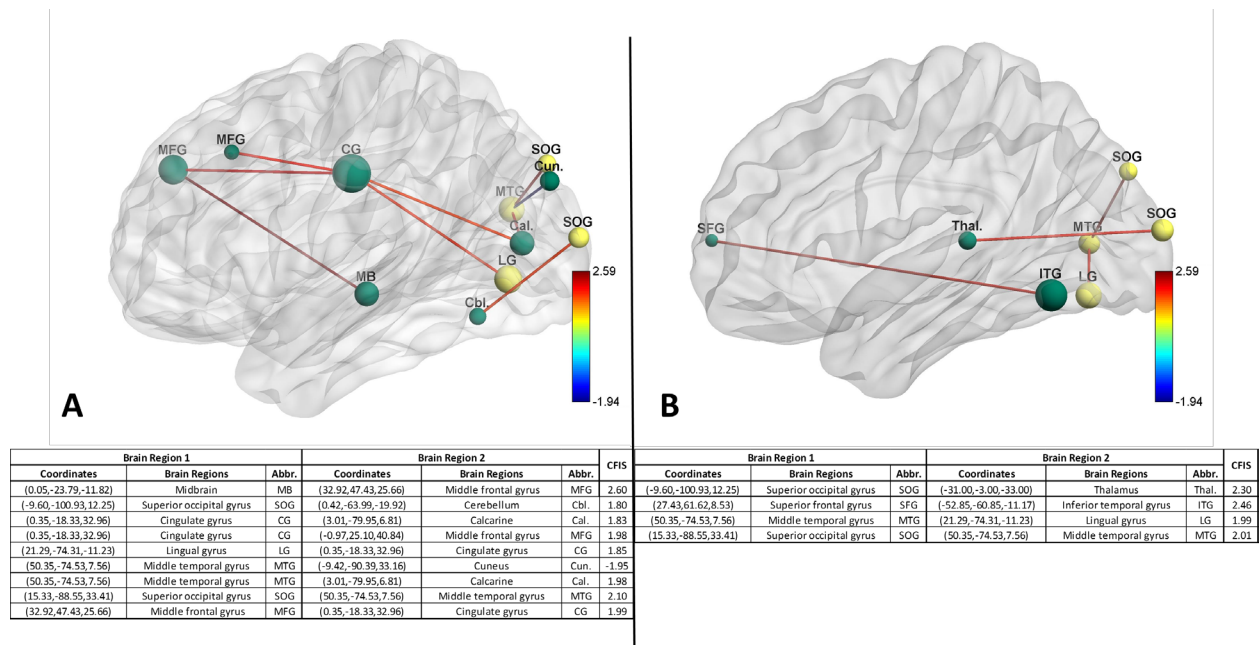 MFG
MFG
CG
SOG
Cun.
MTG
SOG
Cal.
LG
MB
Cbl.
2.59
-1.94
A
SOG
SOG
SFG
Thal.
MTG
ITG
LG
2.59
-1.94
B
Brain Region 1 Brain Region 2 CFIS
Coordinates Brain Regions Abbr. Coordinates Brain Regions Abbr.
(0.05,-23.79,-11.82) Midbrain MB (32.92,47.43,25.66) Middle frontal gyrus MFG 2.60
(-9.60,-100.93,12.25) Superior occipital gyrus SOG (0.42,-63.99,-19.92) Cerebellum Cbl. 1.80
(0.35,-18.33,32.96) Cingulate gyrus CG (3.01,-79.95,6.81) Calcarine Cal. 1.83
(0.35,-18.33,32.96) Cingulate gyrus CG (-0.97,25.10,40.84) Middle frontal gyrus MFG 1.98
(21.29,-74.31,-11.23) Lingual gyrus LG (0.35,-18.33,32.96) Cingulate gyrus CG 1.85
(50.35,-74.53,7.56) Middle temporal gyrus MTG (-9.42,-90.39,33.16) Cuneus Cun. -1.95
(50.35,-74.53,7.56) Middle temporal gyrus MTG (3.01,-79.95,6.81) Calcarine Cal. 1.98
(15.33,-88.55,33.41) Superior occipital gyrus SOG (50.35,-74.53,7.56) Middle temporal gyrus MTG 2.10
(32.92,47.43,25.66) Middle frontal gyrus MFG (0.35,-18.33,32.96) Cingulate gyrus CG 1.99
Brain Region 1 Brain Region 2 CFIS
Coordinates Brain Regions Abbr. Coordinates Brain Regions Abbr.
(-9.60,-100.93,12.25) Superior occipital gyrus SOG (-31.00,-3.00,-33.00) Thalamus Thal. 2.30
(27.43,61.62,8.53) Superior frontal gyrus SFG (-52.85,-60.85,-11.17) Inferior temporal gyrus ITG 2.46
(50.35,-74.53,7.56) Middle temporal gyrus MTG (21.29,-74.31,-11.23) Lingual gyrus LG 1.99
(15.33,-88.55,33.41) Superior occipital gyrus SOG (50.35,-74.53,7.56) Middle temporal gyrus MTG 2.01